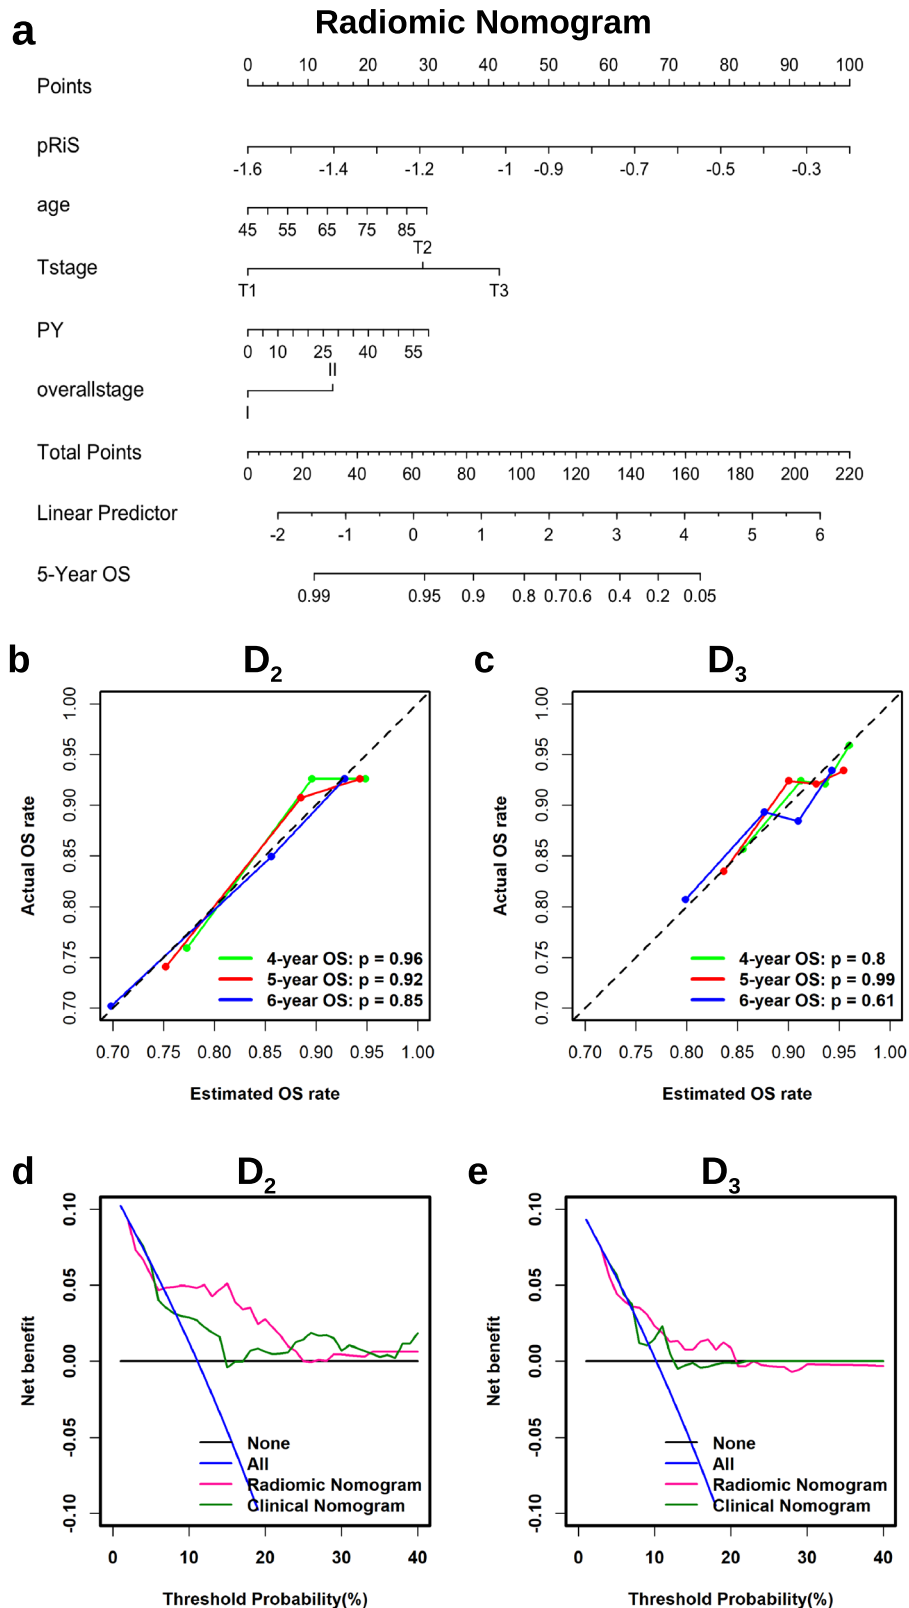 a
Radiomic Nomogram
0 10 20 30 40 50 60 70 80 90 100
Points
pRiS
-1.6 -1.4 -1.2 -1 -0.9 -0.7 -0.5 -0.3
age
45 55 65 75 85
T2
Tstage
T1 T3
PY
0 10 25 40 55
II
overallstage
I
Total Points
0 20 40 60 80 100 120 140 160 180 200 220
Linear Predictor
-2 -1 0 1 2 3 4 5 6
5-Year OS
0.99 0.95 0.9 0.8 0.70.6 0.4 0.2 0.05
b
D2
Actual OS rate
1.00
0.95
0.90
0.85
0.80
0.75
0.70
4-year OS: p = 0.96
5-year OS: p = 0.92
6-year OS: p = 0.85
0.70 0.75 0.80 0.85 0.90 0.95 1.00
Estimated OS rate
c
D3
Actual OS rate
1.00
0.95
0.90
0.85
0.80
0.75
0.70
4-year OS: p = 0.8
5-year OS: p = 0.99
6-year OS: p = 0.61
0.70 0.75 0.80 0.85 0.90 0.95 1.00
Estimated OS rate
d
D2
Net benefit
0.10
0.05
0.00
-0.05
-0.10
None
All
Radiomic Nomogram
Clinical Nomogram
0 10 20 30 40
Threshold Probability(%)
e
D3
Net benefit
0.10
0.05
0.00
-0.05
-0.10
None
All
Radiomic Nomogram
Clinical Nomogram
0 10 20 30 40
Threshold Probability(%)